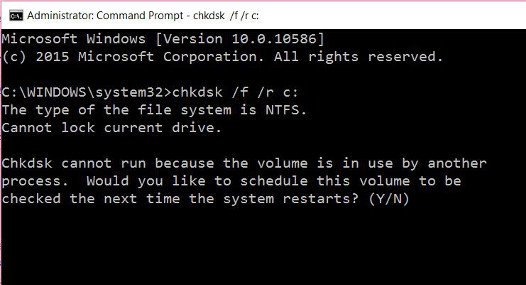 Administrator: Command Prompt - chkdsk /f /r c:
Microsoft Windows [Version 10.0.10586]
(c) 2015 Microsoft Corporation. All rights reserved.
C:\WINDOWS\system32>chkdsk /f /r c:
The type of the file system is NTFS.
Cannot lock current drive.
Chkdsk cannot run because the volume is in use by another
process.  Would you like to schedule this volume to be
checked the next time the system restarts? (Y/N)